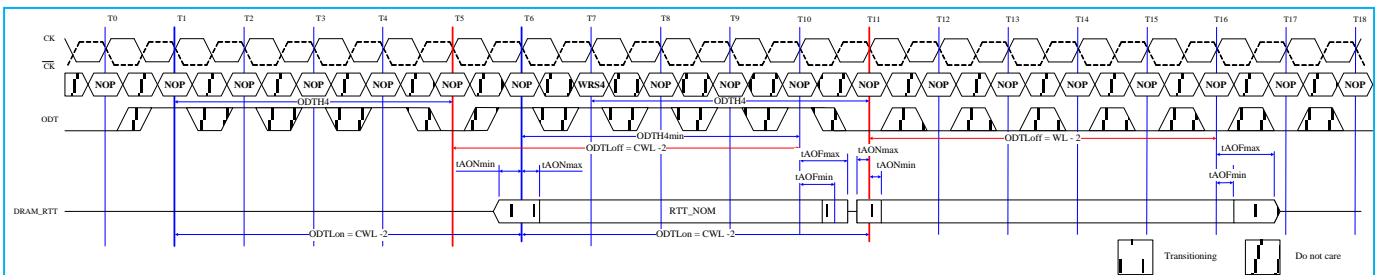 T0 T1 T2 T3 T4 T5 T6 T7 T8 T9 T10 T11 T12 T13 T14 T15 T16 T17 T18
CK
CK
NOP NOP NOP NOP NOP NOP NOP WRS4 NOP NOP NOP NOP NOP NOP NOP NOP NOP NOP NOP
ODTH4 ODTH4
ODT
ODTH4min ODTLoff = WL - 2
ODTLoff = CWL -2
tAONmin tAONmax tAOFmax tAONmax tAOFmax
tAOFmin tAONmin tAOFmin
DRAM_RTT RTT_NOM
ODTLon = CWL -2 ODTLon = CWL -2
Transitioning Do not care